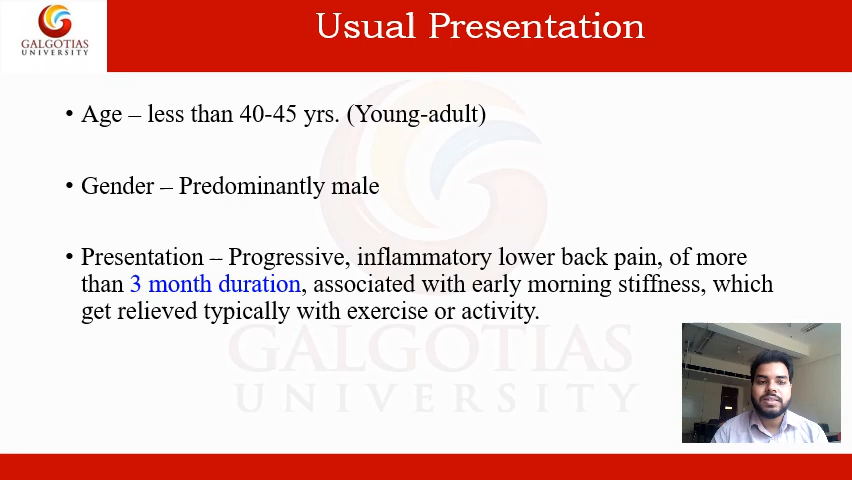 GALGOTIAS
UNIVERSITY
Usual Presentation
• Age – less than 40-45 yrs. (Young-adult)
• Gender – Predominantly male
• Presentation – Progressive, inflammatory lower back pain, of more
than 3 month duration, associated with early morning stiffness, which
get relieved typically with exercise or activity.
GALGOTIAS
UNIVERSITY